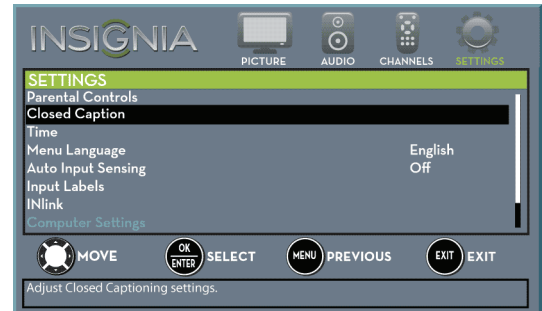 INSIGNIA
PICTURE AUDIO CHANNELS SETTINGS
SETTINGS
Parental Controls
Closed Caption
Time
Menu Language English
Auto Input Sensing Off
Input Labels
INlink
Computer Settings
MOVE OK ENTER SELECT MENU PREVIOUS EXIT EXIT
Adjust Closed Captioning settings.